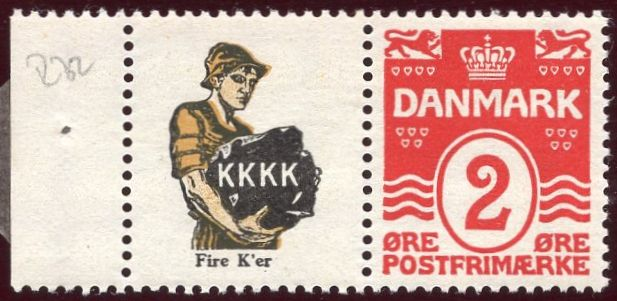 KKKK
Fire K'er
DANMARK
2
ØRE ØRE
POSTFRIMÆRKE